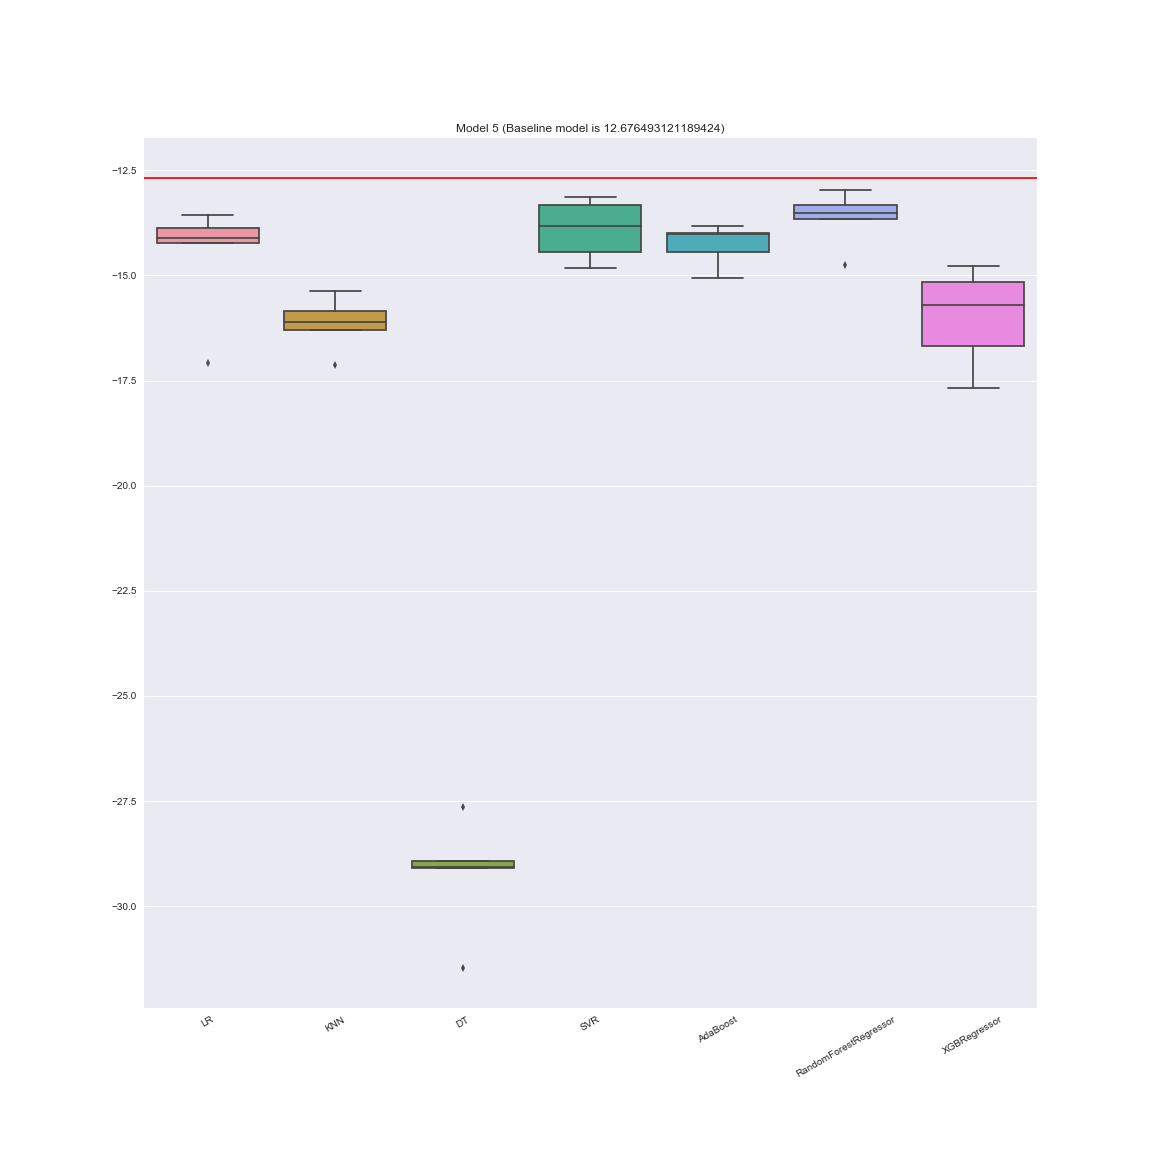 Model 5 (Baseline model is 12.676493121189424)
−12.5
−15.0
−17.5
−20.0
−22.5
−25.0
−27.5
−30.0
LR
KNN
DT
SVR
AdaBoost
RandomForestRegressor
XGBRegressor